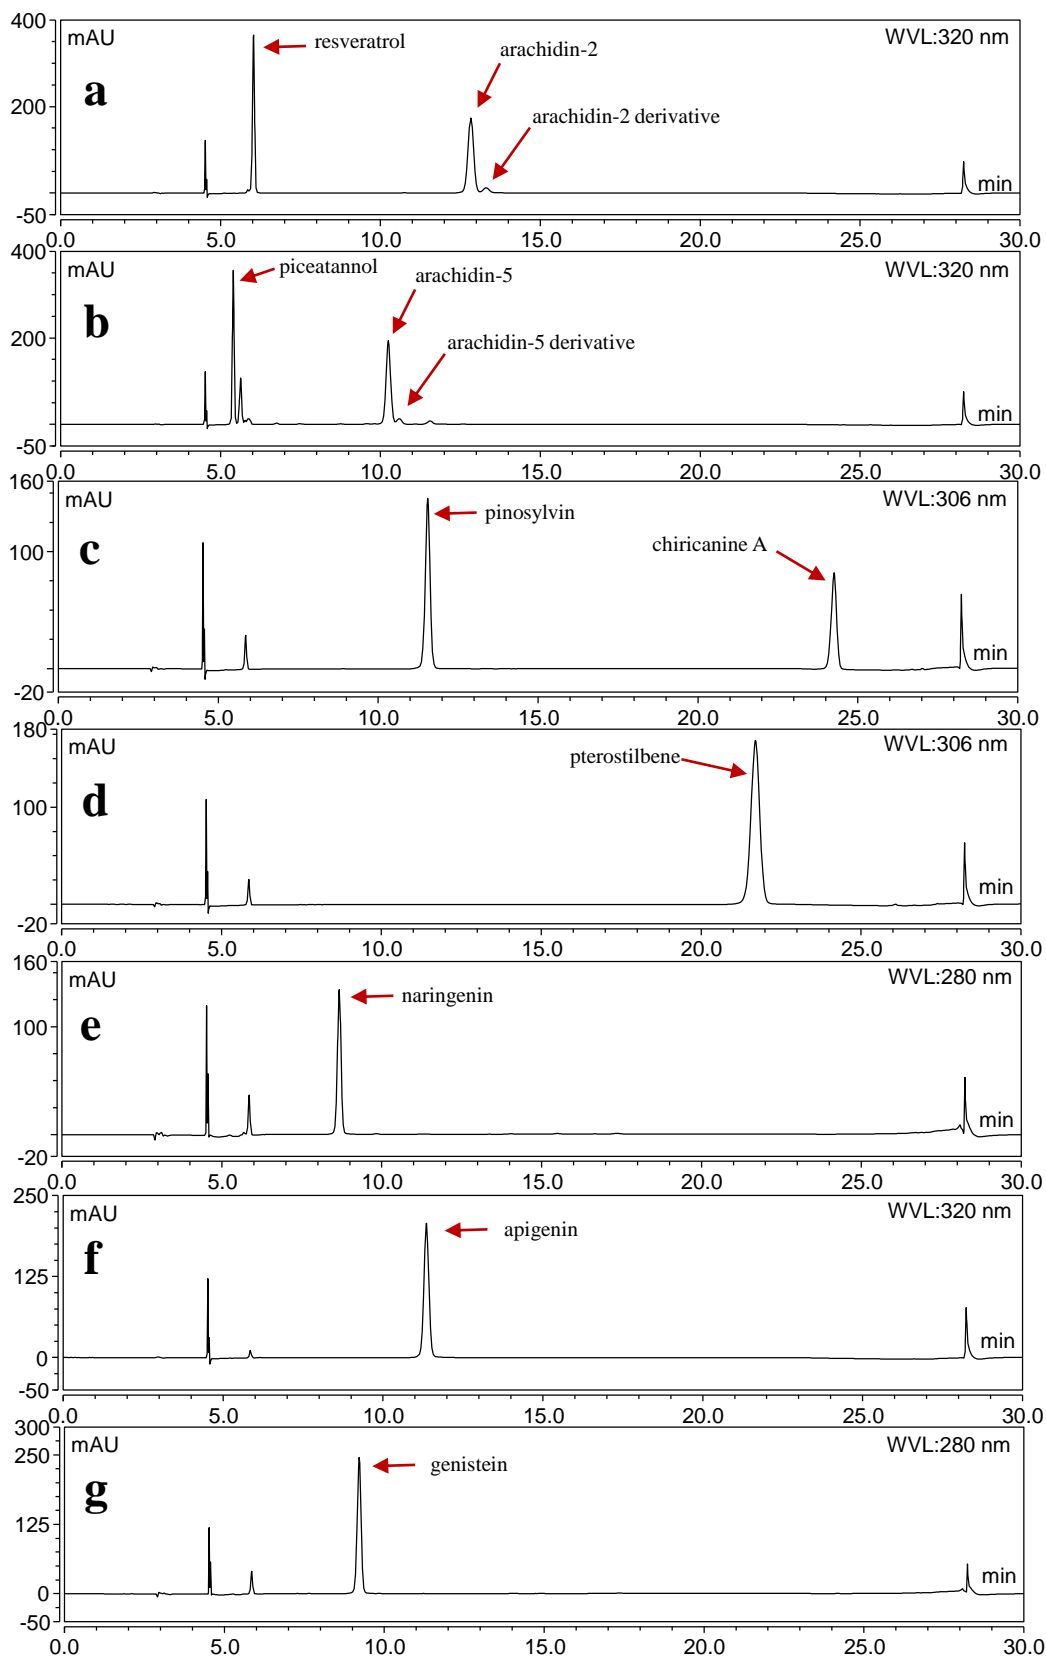 400
mAU
resveratrol
WVL:320 nm
arachidin-2
a
200
arachidin-2 derivative
min
-50
0.0 5.0 10.0 15.0 20.0 25.0 30.0
400
mAU
piceatannol
arachidin-5
WVL:320 nm
b
200
arachidin-5 derivative
min
-50
0.0 5.0 10.0 15.0 20.0 25.0 30.0
160
mAU
WVL:306 nm
pinosylvin
c
100
chiricanine A
min
-20
0.0 5.0 10.0 15.0 20.0 25.0 30.0
180
mAU
WVL:306 nm
pterostilbene
d
100
min
-20
0.0 5.0 10.0 15.0 20.0 25.0 30.0
160
mAU
WVL:280 nm
naringenin
e
100
min
-20
0.0 5.0 10.0 15.0 20.0 25.0 30.0
250
mAU
WVL:320 nm
apigenin
f
125
min
0
-50
0.0 5.0 10.0 15.0 20.0 25.0 30.0
300
mAU
WVL:280 nm
250
genistein
g
125
min
0
-50
0.0 5.0 10.0 15.0 20.0 25.0 30.0